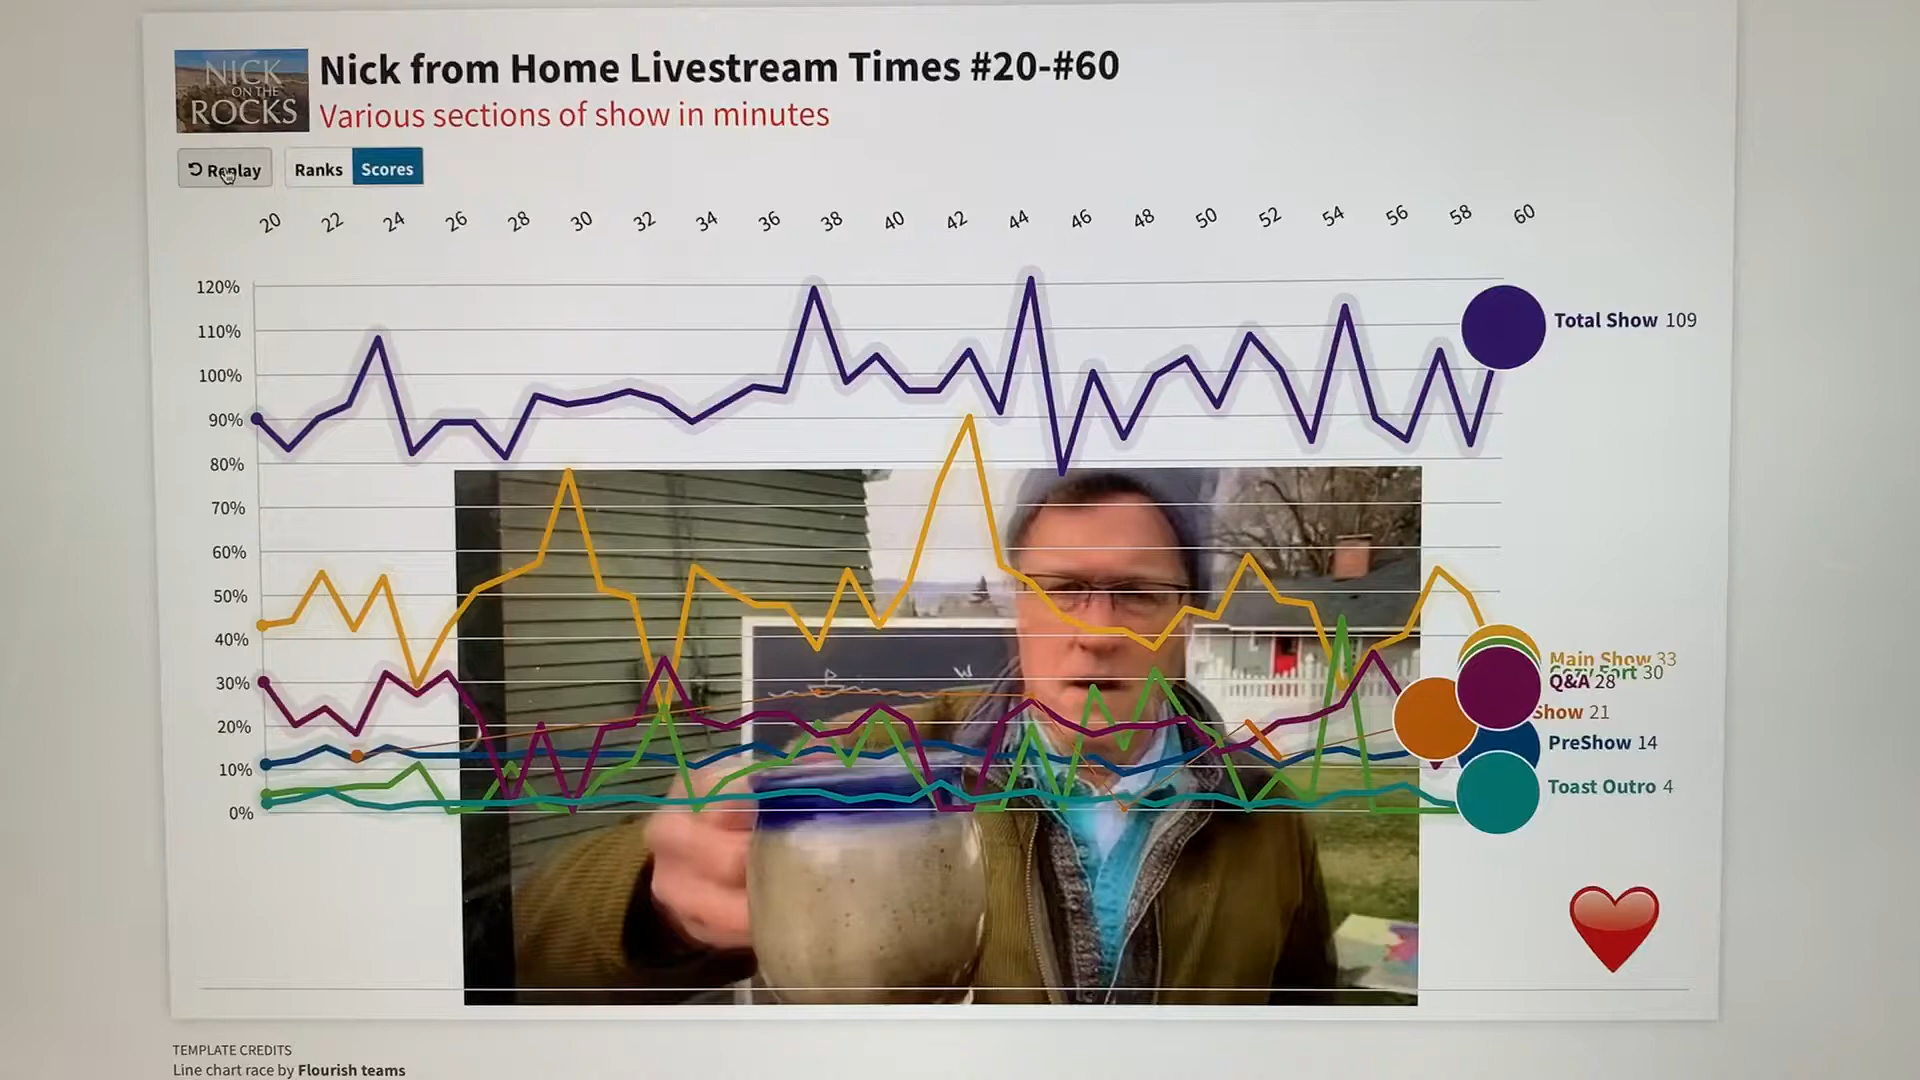 NICK
ON THE
ROCKS
Nick from Home Livestream Times #20-#60
Various sections of show in minutes
Replay
Ranks
Scores
20 22 24 26 28 30 32 34 36 38 40 42 44 46 48 50 52 54 56 58 60
120%
110%
100%
90%
80%
70%
60%
50%
40%
30%
20%
10%
0%
Total Show 109
Main Show 33
30
Q&A 28
Show 21
PreShow 14
Toast Outro 4
W
TEMPLATE CREDITS
Line chart race by Flourish teams